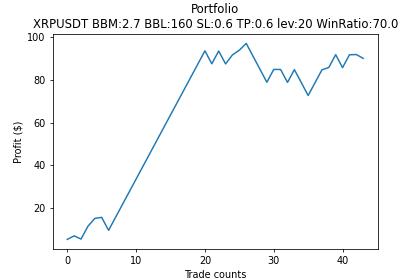 Portfolio
XRPUSDT BBM:2.7 BBL:160 SL:0.6 TP:0.6 lev:20 WinRatio:70.0
100
80
60
40
20
Profit ($)
0
10
20
30
40
Trade counts